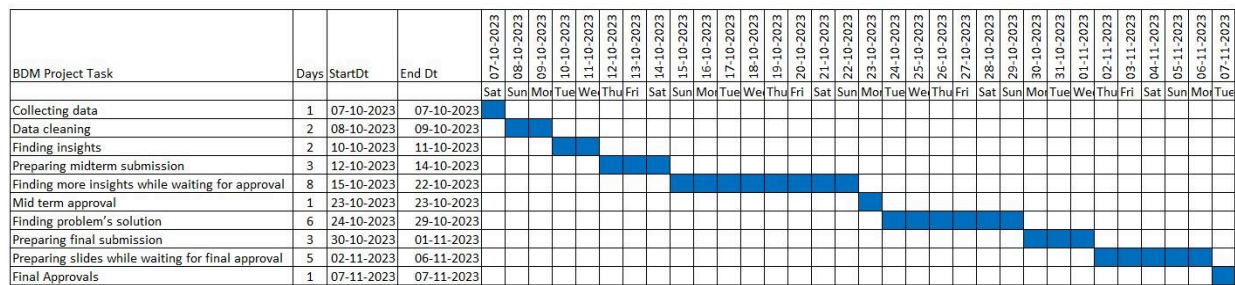 BDM Project Task Days StartDt End Dt 07-10-2023 08-10-2023 09-10-2023 10-10-2023 11-10-2023 12-10-2023 13-10-2023 14-10-2023 15-10-2023 16-10-2023 17-10-2023 18-10-2023 19-10-2023 20-10-2023 21-10-2023 22-10-2023 23-10-2023 24-10-2023 25-10-2023 26-10-2023 27-10-2023 28-10-2023 29-10-2023 30-10-2023 31-10-2023 01-11-2023 02-11-2023 03-11-2023 04-11-2023 05-11-2023 06-11-2023 07-11-2023
Sat Sun Mor Tue We Thu Fri Sat Sun Mor Tue We Thu Fri Sat Sun Mor Tue We Thu Fri Sat Sun Mor Tue We Thu Fri Sat Sun Mor Tue
Collecting data 1 07-10-2023 07-10-2023
Data cleaning 2 08-10-2023 09-10-2023
Finding insights 2 10-10-2023 11-10-2023
Preparing midterm submission 3 12-10-2023 14-10-2023
Finding more insights while waiting for approval 8 15-10-2023 22-10-2023
Mid term approval 1 23-10-2023 23-10-2023
Finding problem's solution 6 24-10-2023 29-10-2023
Preparing final submission 3 30-10-2023 01-11-2023
Preparing slides while waiting for final approval 5 02-11-2023 06-11-2023
Final Approvals 1 07-11-2023 07-11-2023